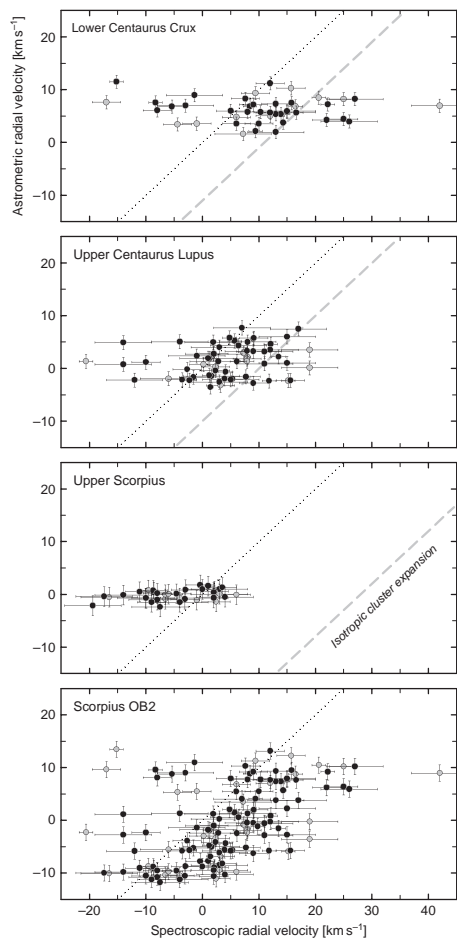 Lower Centaurus Crux
20
10
0
−10
Astrometric radial velocity [km s⁻¹]
Upper Centaurus Lupus
20
10
0
−10
Upper Scorpius
20
10
0
−10
Isotropic cluster expansion
Scorpius OB2
20
10
0
−10
−20
−20 −10 0 10 20 30 40
Spectroscopic radial velocity [km s⁻¹]